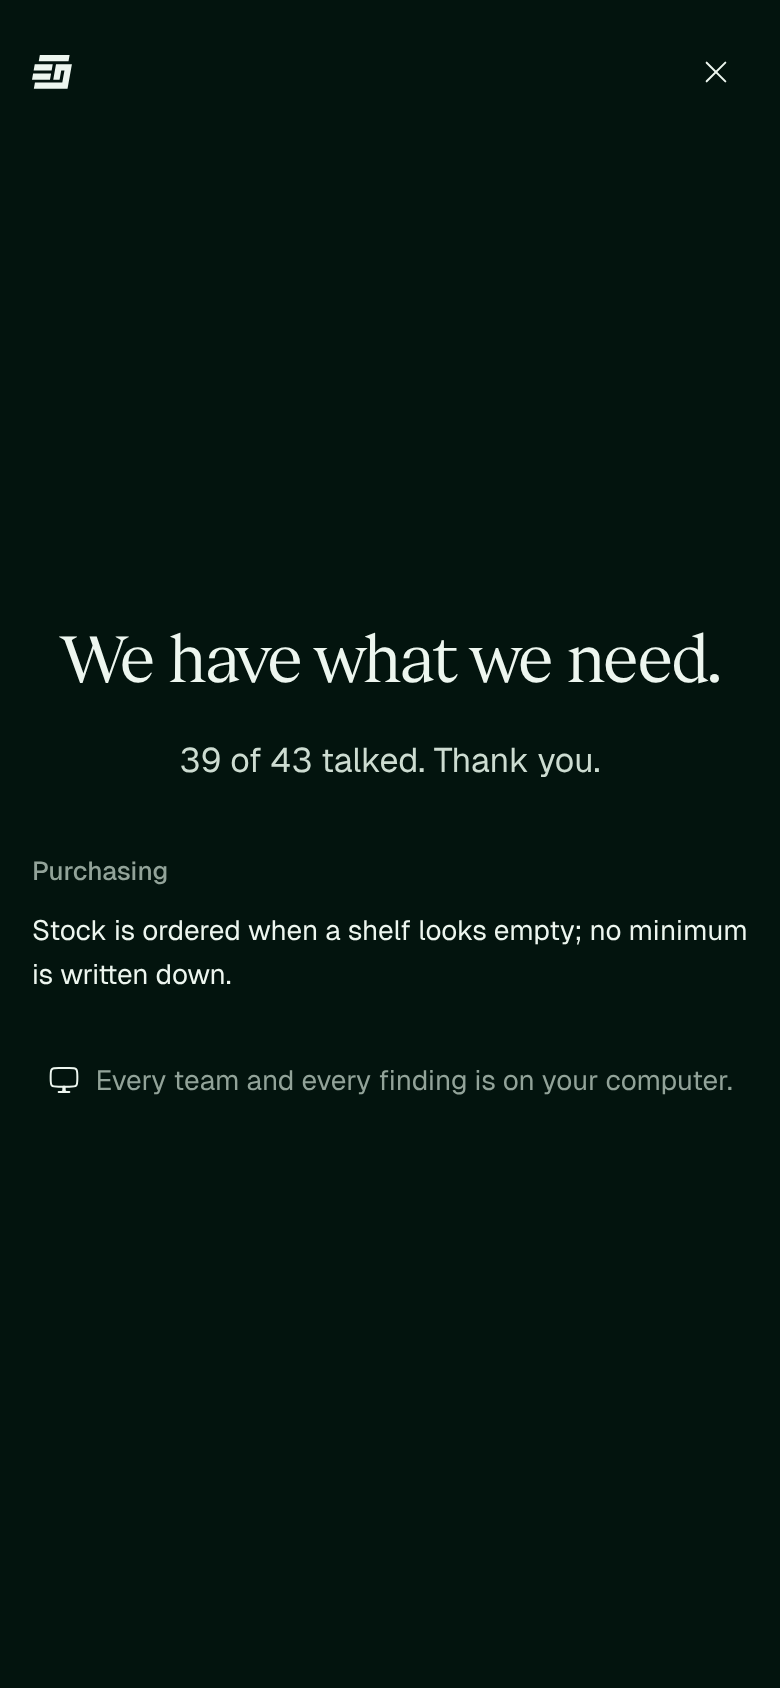 We have what we need.
39 of 43 talked. Thank you.
Purchasing
Stock is ordered when a shelf looks empty; no minimum
is written down.
Every team and every finding is on your computer.